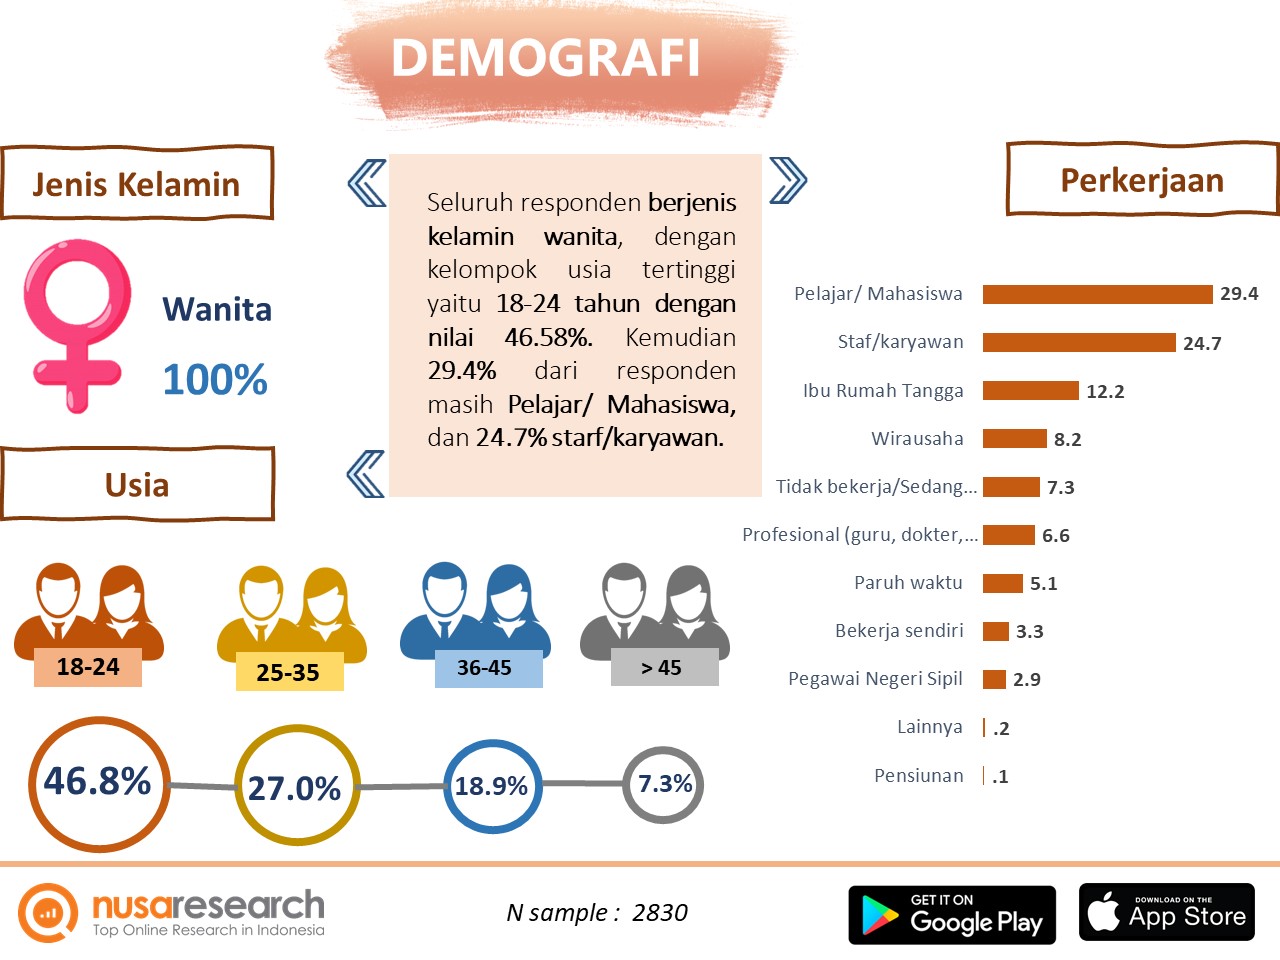 DEMOGRAFI
Jenis Kelamin
Wanita
100%
Seluruh responden berjenis
kelamin wanita, dengan
kelompok usia tertinggi
yaitu 18-24 tahun dengan
nilai 46.58%. Kemudian
29.4% dari responden
masih Pelajar/ Mahasiswa,
dan 24.7% starf/karyawan.
Usia
18-24
25-35
36-45
> 45
46.8%
27.0%
18.9%
7.3%
Perkerjaan
Pelajar/ Mahasiswa 29.4
Staf/karyawan 24.7
Ibu Rumah Tangga 12.2
Wirausaha 8.2
Tidak bekerja/Sedang... 7.3
Profesional (guru, dokter,... 6.6
Paruh waktu 5.1
Bekerja sendiri 3.3
Pegawai Negeri Sipil 2.9
Lainnya .2
Pensiunan .1
nusaresearch
Top Online Research in Indonesia
N sample : 2830
GET IT ON
Google Play
DOWNLOAD ON THE
App Store